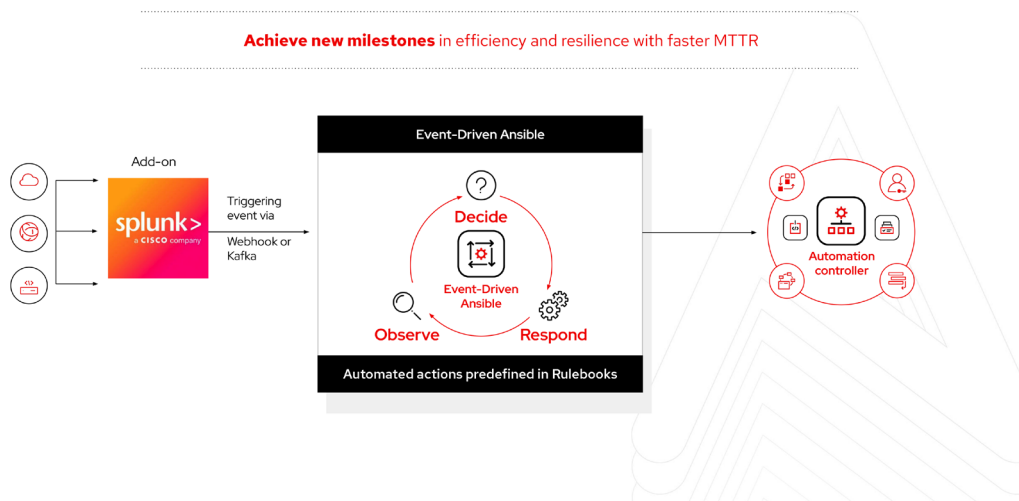 Achieve new milestones in efficiency and resilience with faster MTTR
Add-on
splunk>
a CISCO company
Triggering
event via
Webhook or
Kafka
Event-Driven Ansible
Decide
Event-Driven
Ansible
Observe
Respond
Automated actions predefined in Rulebooks
Automation
controller